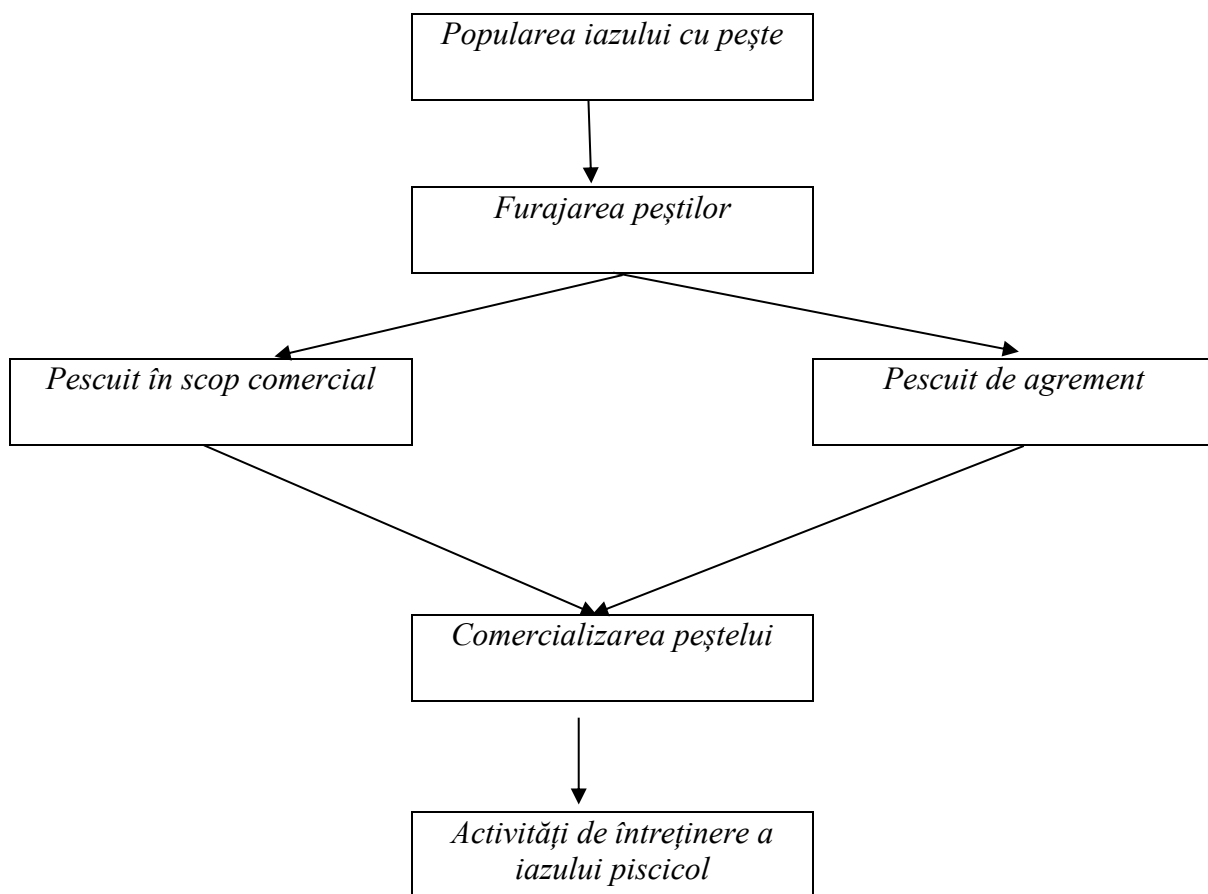 Popularea iazului cu pește
Furajarea peștilor
Pescuit în scop comercial
Pescuit de agrement
Comercializarea peștelui
Activități de întreținere a
iazului piscicol